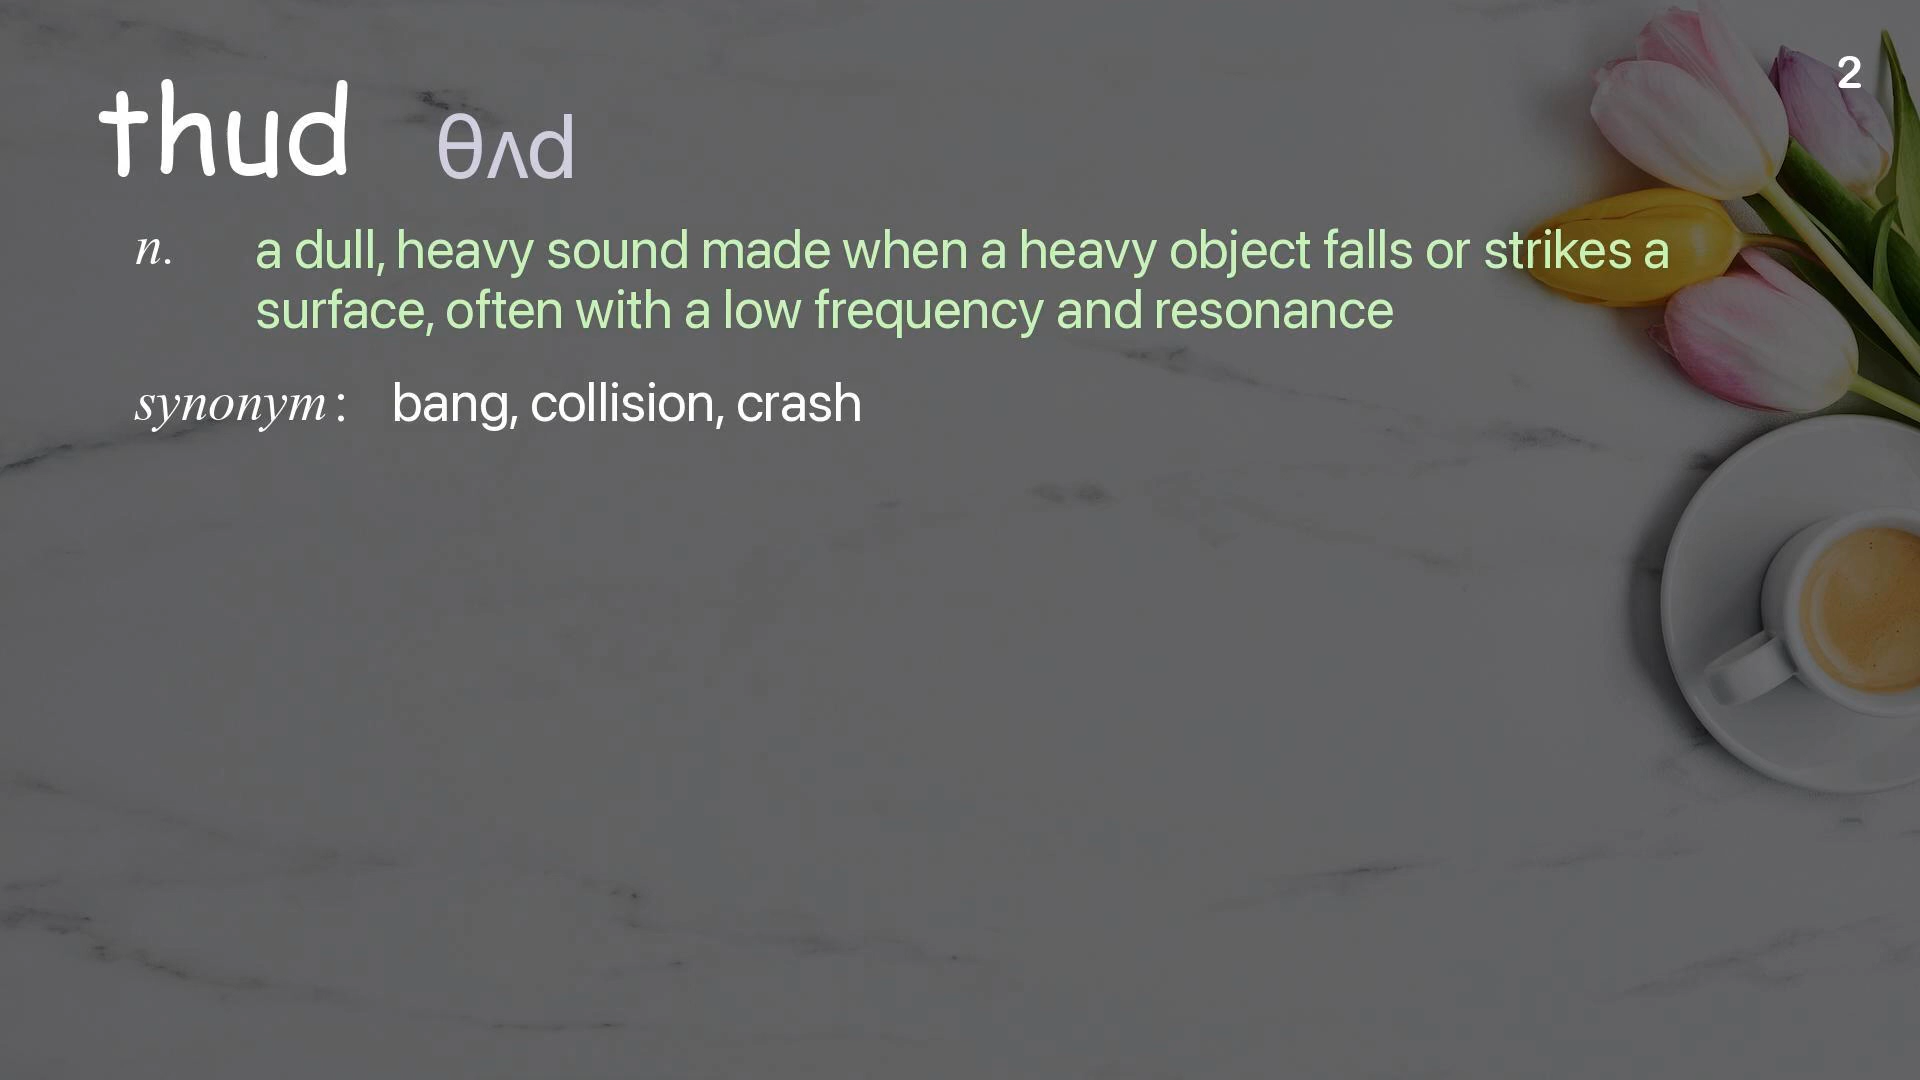 2
thud θʌd
n. a dull, heavy sound made when a heavy object falls or strikes a
surface, often with a low frequency and resonance
synonym: bang, collision, crash